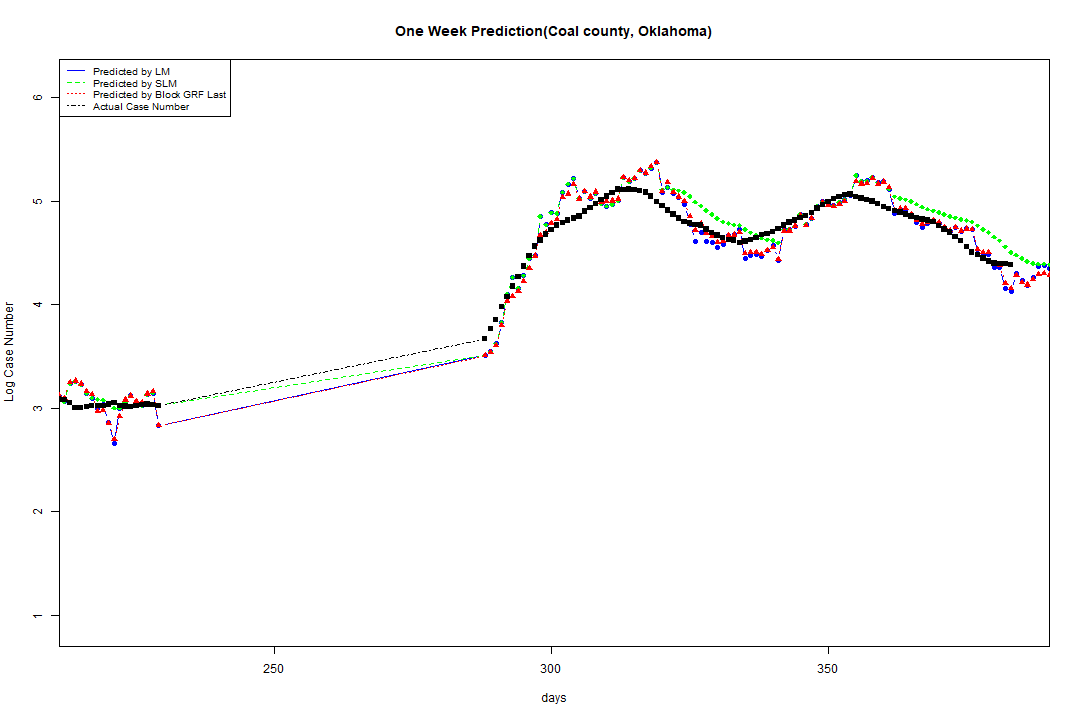 One Week Prediction(Coal county, Oklahoma)
Predicted by LM
Predicted by SLM
Predicted by Block GRF Last
Actual Case Number
6
5
4
3
2
1
Log Case Number
250
300
350
days